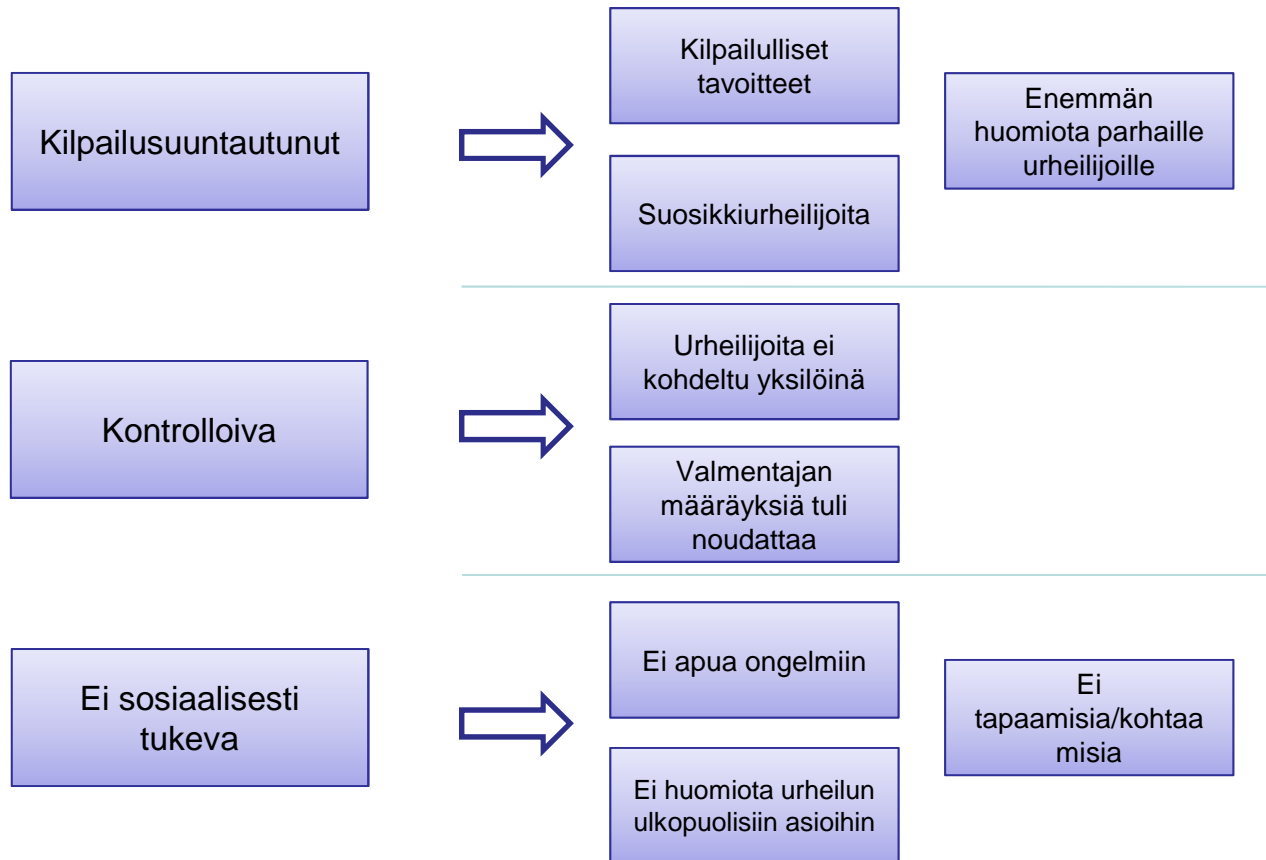 Kilpailusuuntautunut
Kilpailulliset
tavoitteet
Suosikkiurheilijoita
Enemmän
huomiota parhaille
urheilijoille
Kontrolloiva
Urheilijoita ei
kohdeltu yksilöinä
Valmentajan
määräyksiä tuli
noudattaa
Ei sosiaalisesti
tukeva
Ei apua ongelmiin
Ei huomiota urheilun
ulkopuolisiin asioihin
Ei
tapaamisia/kohtaa
misia